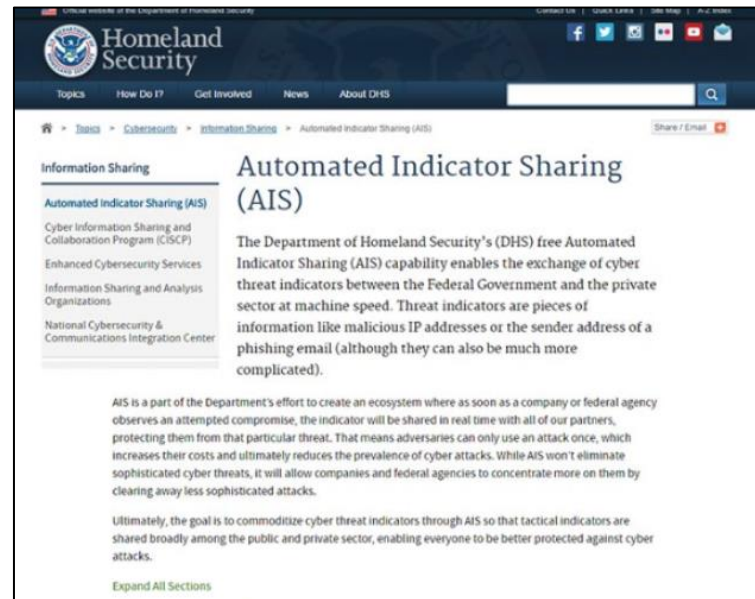 Official website of the Department of Homeland Security
Contact Us | Quick Links | Site Map | A-Z Index
Homeland
Security
Topics How Do I? Get Involved News About DHS
> Topics > Cybersecurity > Information Sharing > Automated Indicator Sharing (AIS)
Share / Email
Information Sharing
Automated Indicator Sharing (AIS)
Cyber Information Sharing and
Collaboration Program (CISCP)
Enhanced Cybersecurity Services
Information Sharing and Analysis
Organizations
National Cybersecurity &
Communications Integration Center
Automated Indicator Sharing
(AIS)
The Department of Homeland Security's (DHS) free Automated
Indicator Sharing (AIS) capability enables the exchange of cyber
threat indicators between the Federal Government and the private
sector at machine speed. Threat indicators are pieces of
information like malicious IP addresses or the sender address of a
phishing email (although they can also be much more
complicated).
AIS is a part of the Department's effort to create an ecosystem where as soon as a company or federal agency
observes an attempted compromise, the indicator will be shared in real time with all of our partners,
protecting them from that particular threat. That means adversaries can only use an attack once, which
increases their costs and ultimately reduces the prevalence of cyber attacks. While AIS won't eliminate
sophisticated cyber threats, it will allow companies and federal agencies to concentrate more on them by
clearing away less sophisticated attacks.
Ultimately, the goal is to commoditize cyber threat indicators through AIS so that tactical indicators are
shared broadly among the public and private sector, enabling everyone to be better protected against cyber
attacks.
Expand All Sections